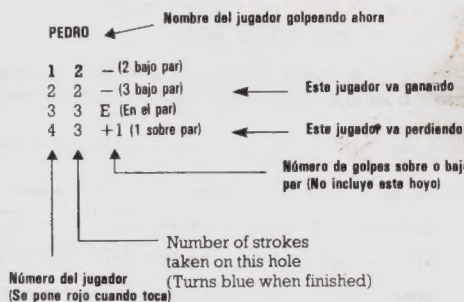 Nombre del jugador golpeando ahora
PEDRO
1 2 – (2 bajo par)
2 2 – (3 bajo par)
Este jugador va ganando
3 3 E (En el par)
4 3 +1 (1 sobre par)
Este jugador va perdiendo
Número de golpes sobre o bajo
par (No incluye este hoyo)
Number of strokes
taken on this hole
(Turns blue when finished)
Número del jugador
(Se pone rojo cuando toca)